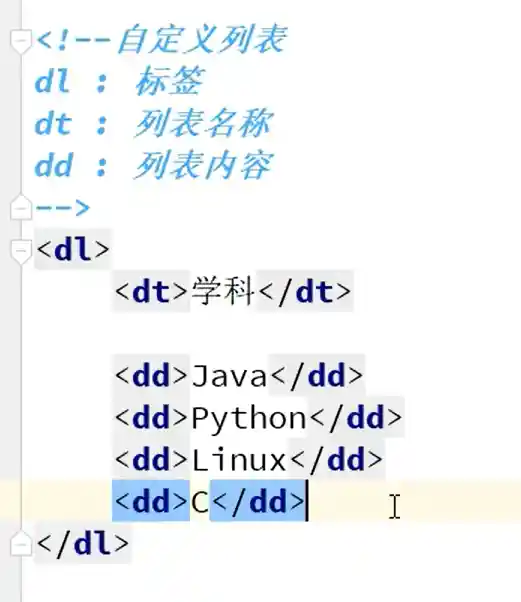 <!--自定义列表
dl : 标签
dt : 列表名称
dd : 列表内容
-->
<dl>
<dt>学科</dt>
<dd>Java</dd>
<dd>Python</dd>
<dd>Linux</dd>
<dd>C</dd>
</dl>